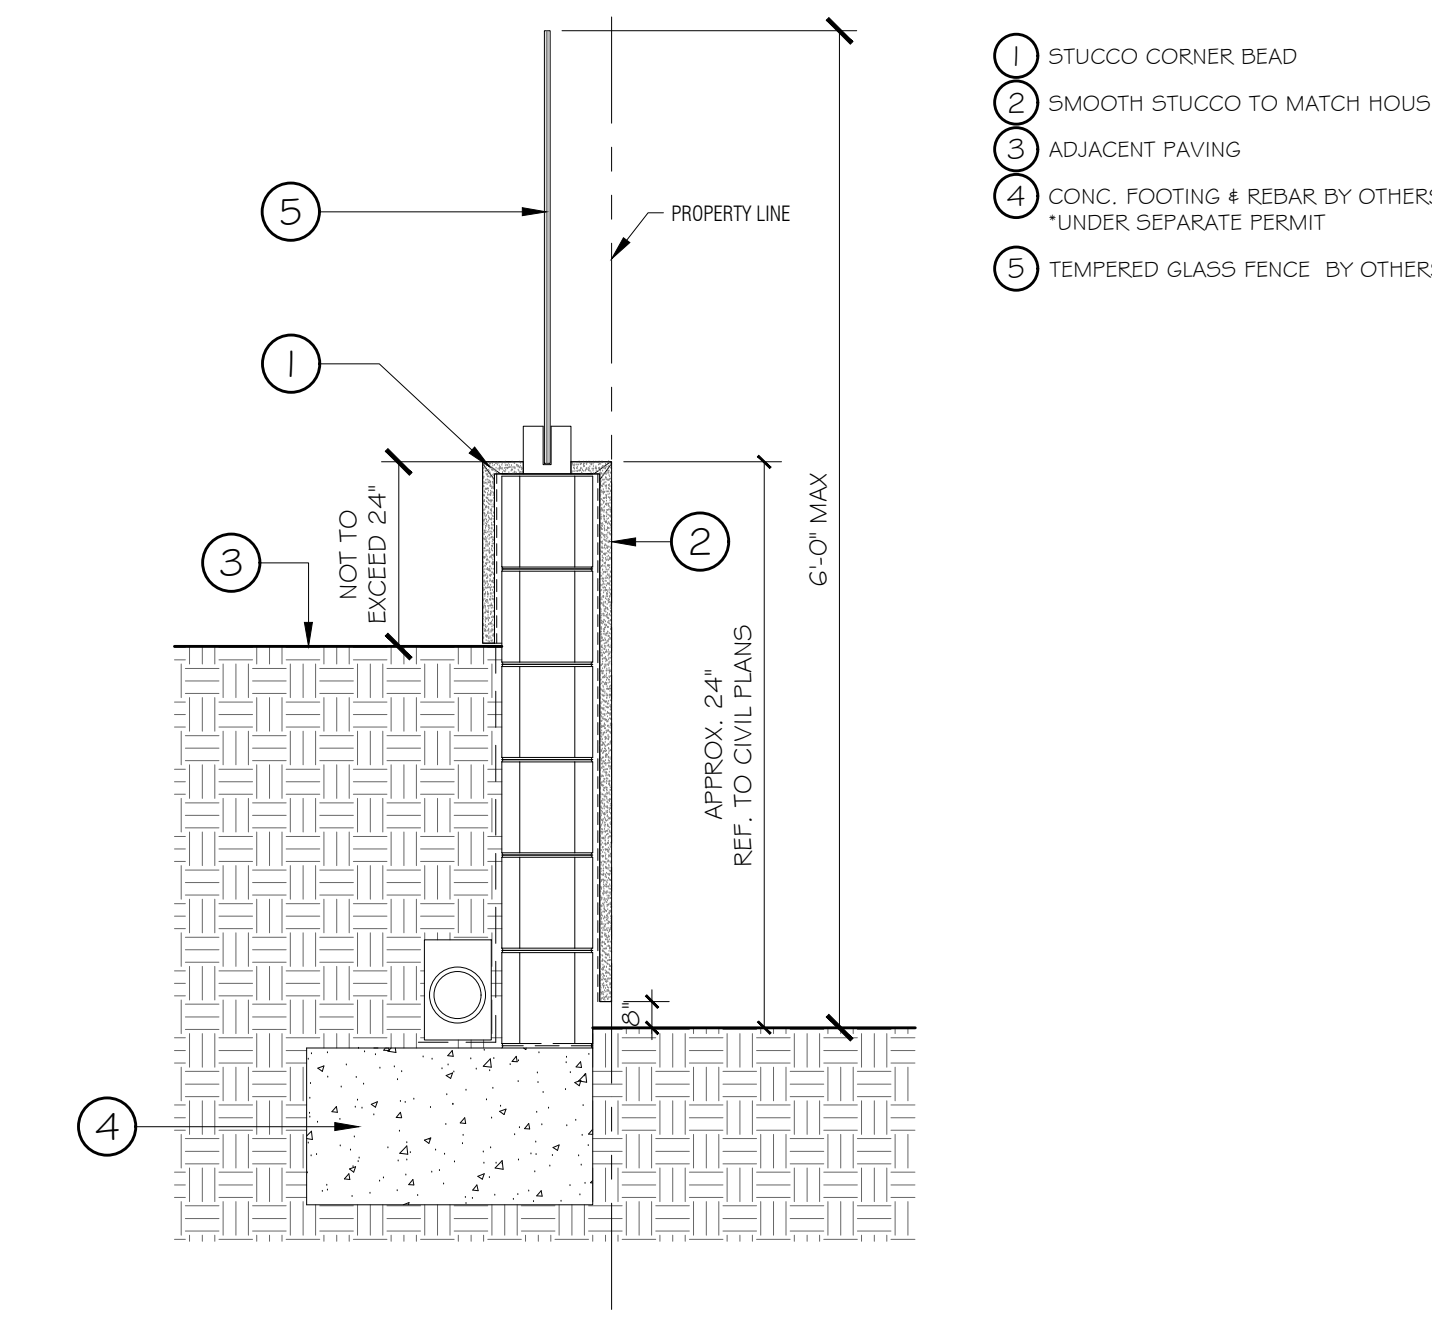 1 STUCCO CORNER BEAD
2 SMOOTH STUCCO TO MATCH HOUS
3 ADJACENT PAVING
4 CONC. FOOTING & REBAR BY OTHERS
*UNDER SEPARATE PERMIT
5 TEMPERED GLASS FENCE BY OTHERS
5
PROPERTY LINE
1
NOT TO
EXCEED 24"
6'-0" MAX
2
3
APPROX. 24"
REF. TO CIVIL PLANS
8"
4